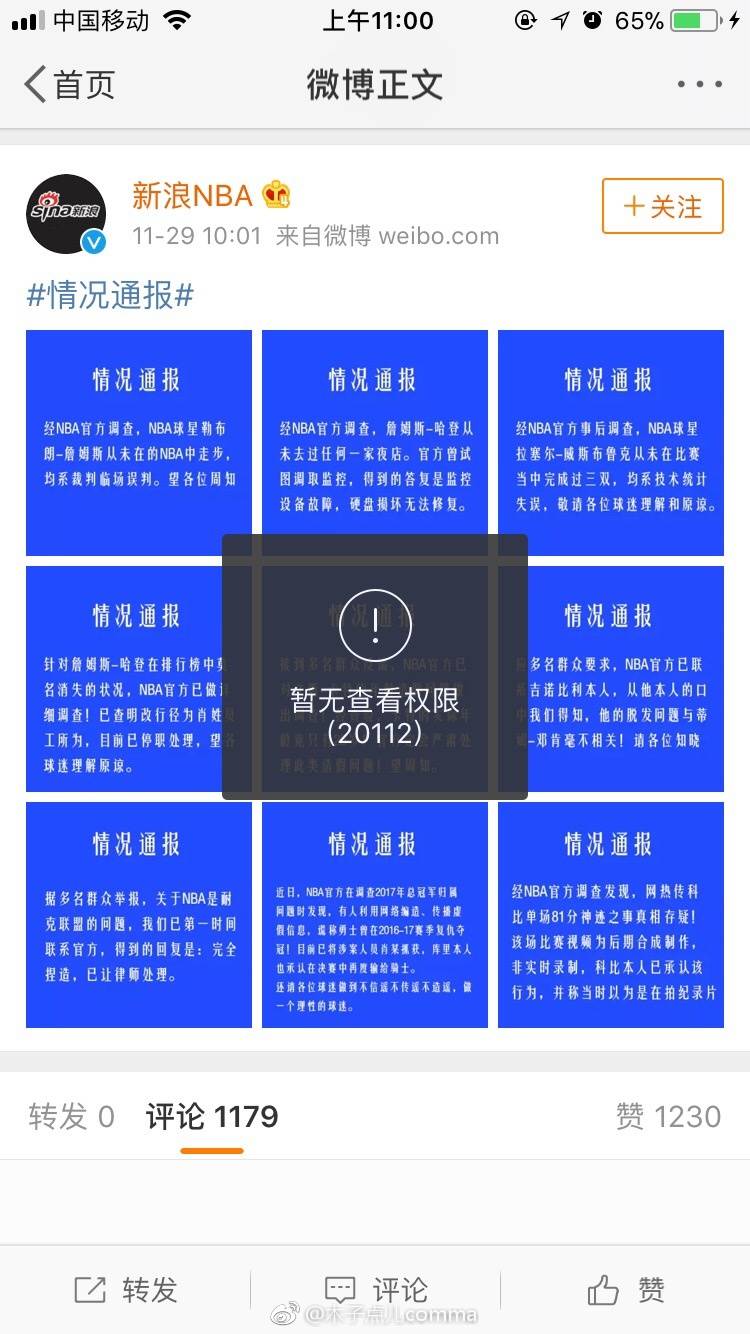 中国移动
上午11:00
65%
首页
微博正文
sina新浪
新浪NBA
11-29 10:01 来自微博 weibo.com
+关注
#情况通报#
情况通报
经NBA官方调查，NBA球星勒布
朗-詹姆斯从未在的NBA中走步，
均系裁判临场误判。望各位周知
情况通报
经NBA官方调查，詹姆斯-哈登从
未去过任何一家夜店。官方曾试
图调取监控，得到的答复是监控
设备故障，硬盘损坏无法修复。
情况通报
经NBA官方事后调查，NBA球星
拉塞尔-威斯布鲁克从未在比赛
当中完成过三双，均系技术统计
失误，敬请各位球迷理解和原谅。
情况通报
针对詹姆斯-哈登在排行榜中莫
名消失的状况，NBA官方已做详
细调查！已查明改行径为肖姓员
工所为，目前已停职处理，望各
球迷理解原谅。
情况通报
暂无查看权限
(20112)
情况通报
多名群众要求，NBA官方已联
吉诺比利本人，从他本人的口
我们得知，他的脱发问题与蒂
-邓肯毫不相关！请各位知晓
情况通报
据多名群众举报，关于NBA是耐
克联盟的问题，我们已第一时间
联系官方，得到的回复是：完全
捏造，已让律师处理。
情况通报
近日，NBA官方在调查2017年总冠军归属
问题时发现，有人利用网络编造、传播虚
假信息，谎称勇士曾在2016-17赛季复仇夺
冠！目前已将涉案人员肖某抓获，库里本人
也承认在决赛中再度输给骑士。
还请各位球迷做到不信谣不传谣不造谣，做
一个理性的球迷。
情况通报
经NBA官方调查发现，网热传科
比单场81分神迹之事真相存疑！
该场比赛视频为后期合成制作，
非实时录制，科比本人已承认该
行为，并称当时以为是在拍纪录片
转发 0
评论 1179
赞 1230
转发
评论
赞
@木子点儿comma